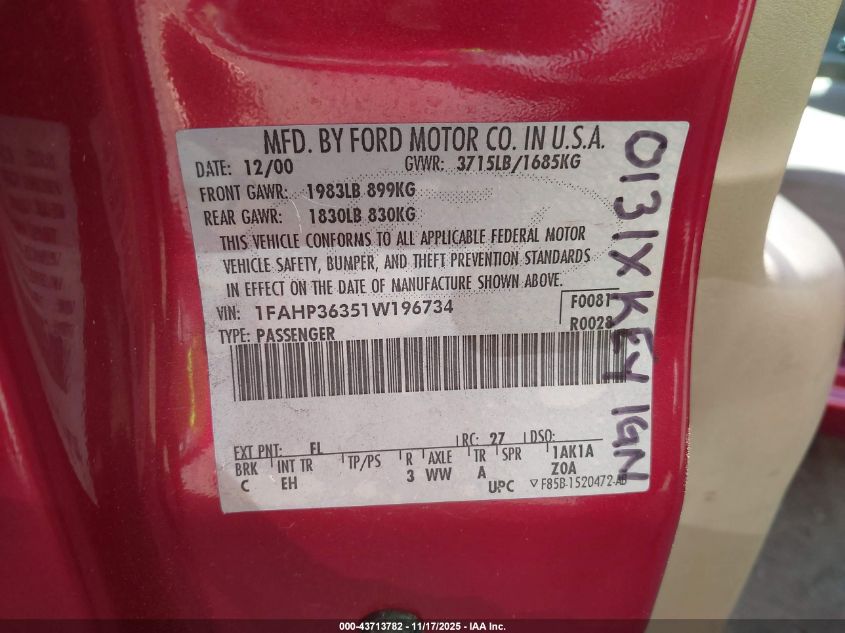 MFD. BY FORD MOTOR CO. IN U.S.A.
DATE: 12/00 GVWR: 3715LB/1685KG
FRONT GAWR: 1983LB 899KG
REAR GAWR: 1830LB 830KG
THIS VEHICLE CONFORMS TO ALL APPLICABLE FEDERAL MOTOR
VEHICLE SAFETY, BUMPER, AND THEFT PREVENTION STANDARDS
IN EFFECT ON THE DATE OF MANUFACTURE SHOWN ABOVE.
VIN: 1FAHP36351W196734 F0081
TYPE: PASSENGER R0028
EXT PNT: FL RC: 27 DSO:
BRK INT TR TP/PS R AXLE TR SPR 1AK1A
C EH 3 WW A Z0A
UPC ▽F85B-1520472-AB
0131X KEY IGN
000-43713782 - 11/17/2025 - IAA Inc.